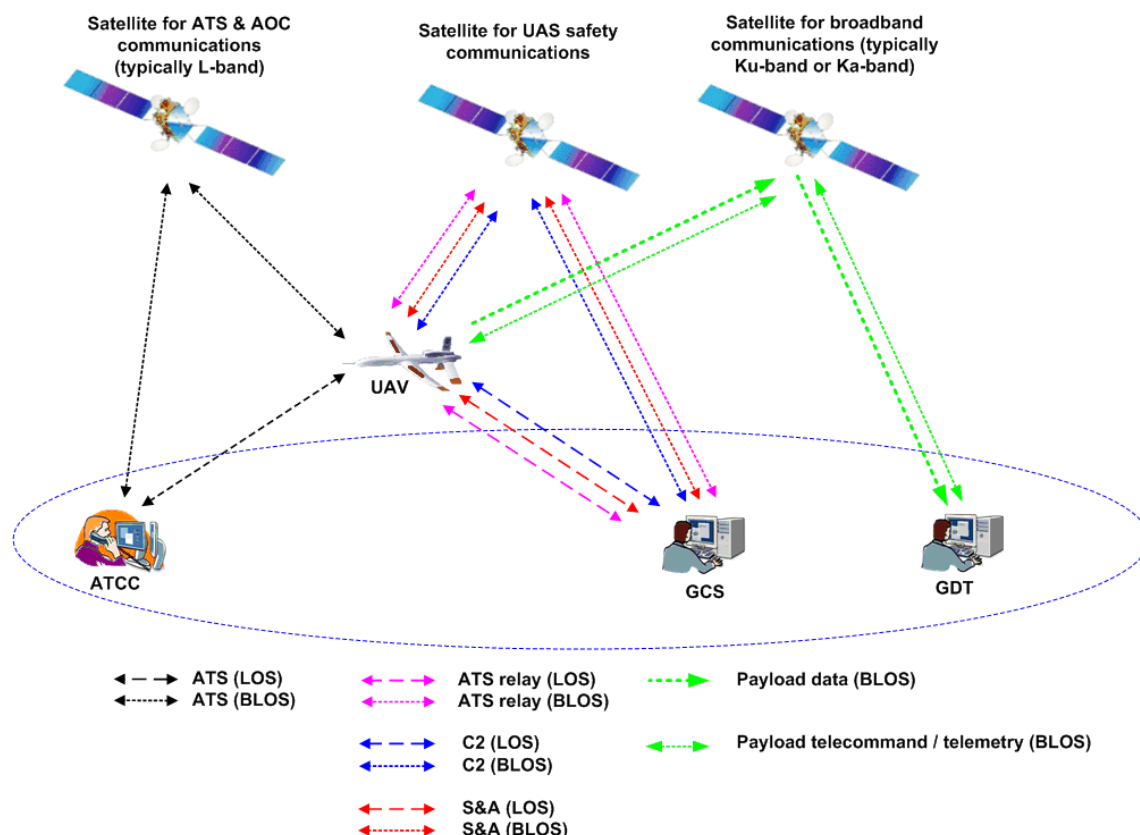 Satellite for ATS & AOC
communications
(typically L-band)
Satellite for UAS safety
communications
Satellite for broadband
communications (typically
Ku-band or Ka-band)
UAV
ATCC
GCS
GDT
ATS (LOS)
ATS (BLOS)
ATS relay (LOS)
ATS relay (BLOS)
C2 (LOS)
C2 (BLOS)
S&A (LOS)
S&A (BLOS)
Payload data (BLOS)
Payload telecommand / telemetry (BLOS)